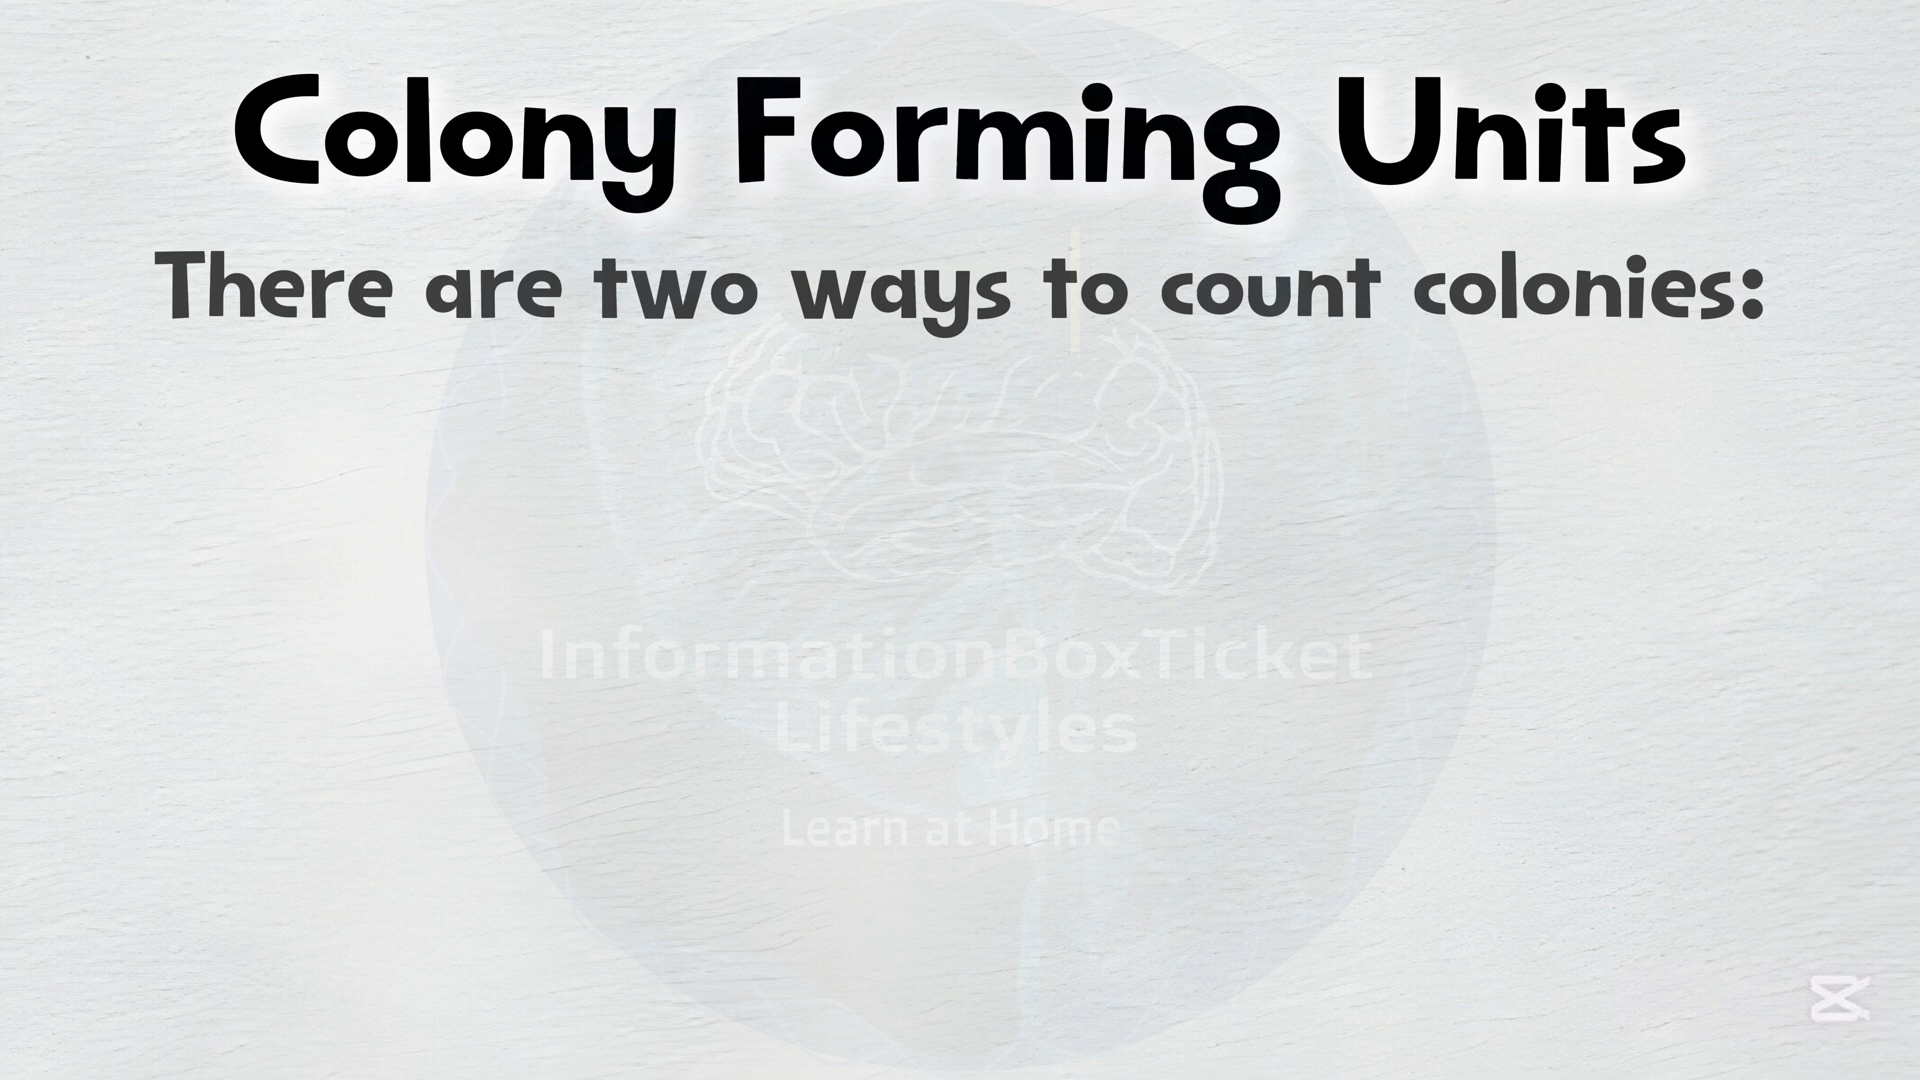 Colony Forming Units
There are two ways to count colonies:
InformationBoxTicket
Lifestyles
Learn at Home